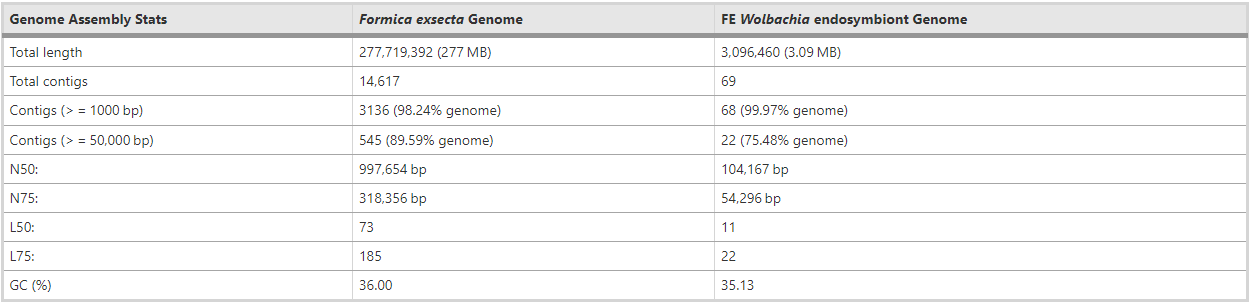 Genome Assembly Stats Formica exsecta Genome FE Wolbachia endosymbiont Genome
Total length 277,719,392 (277 MB) 3,096,460 (3.09 MB)
Total contigs 14,617 69
Contigs (> = 1000 bp) 3136 (98.24% genome) 68 (99.97% genome)
Contigs (> = 50,000 bp) 545 (89.59% genome) 22 (75.48% genome)
N50: 997,654 bp 104,167 bp
N75: 318,356 bp 54,296 bp
L50: 73 11
L75: 185 22
GC (%) 36.00 35.13